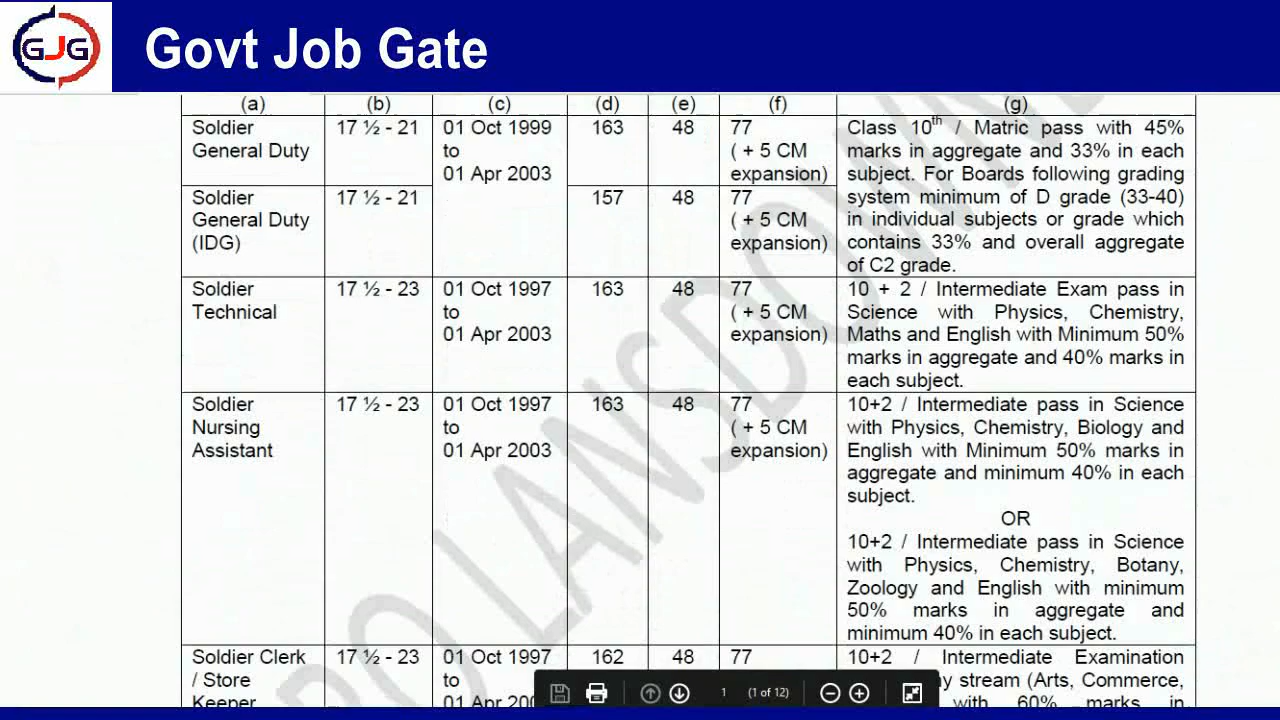 GJG
Govt Job Gate
(a) (b) (c) (d) (e) (f) (g)
Soldier General Duty
17 ½ - 21
01 Oct 1999
to
01 Apr 2003
163
48
77
( + 5 CM
expansion)
Class 10th / Matric pass with 45%
marks in aggregate and 33% in each
subject. For Boards following grading
system minimum of D grade (33-40)
in individual subjects or grade which
contains 33% and overall aggregate
of C2 grade.
Soldier
General Duty
(IDG)
17 ½ - 21
157
48
77
( + 5 CM
expansion)
Soldier
Technical
17 ½ - 23
01 Oct 1997
to
01 Apr 2003
163
48
77
( + 5 CM
expansion)
10 + 2 / Intermediate Exam pass in
Science with Physics, Chemistry,
Maths and English with Minimum 50%
marks in aggregate and 40% marks in
each subject.
Soldier
Nursing
Assistant
17 ½ - 23
01 Oct 1997
to
01 Apr 2003
163
48
77
( + 5 CM
expansion)
10+2 / Intermediate pass in Science
with Physics, Chemistry, Biology and
English with Minimum 50% marks in
aggregate and minimum 40% in each
subject.
OR
10+2 / Intermediate pass in Science
with Physics, Chemistry, Botany,
Zoology and English with minimum
50% marks in aggregate and
minimum 40% in each subject.
Soldier Clerk
/ Store
Keeper
17 ½ - 23
01 Oct 1997
to
01 Apr
162
48
77
10+2 / Intermediate Examination
stream (Arts, Commerce,
with 60% marks in
1 (1 of 12)
RO LANSDOWN